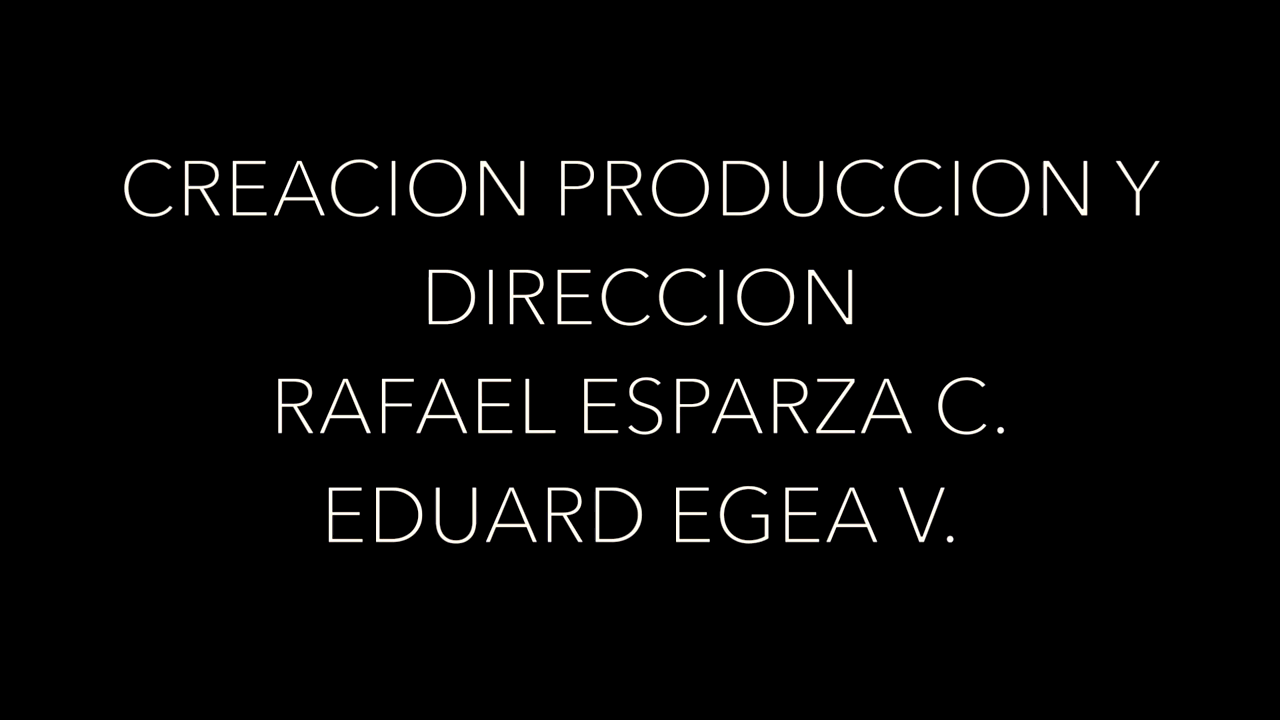 CREACION PRODUCCION Y
DIRECCION
RAFAEL ESPARZA C.
EDUARD EGEA V.